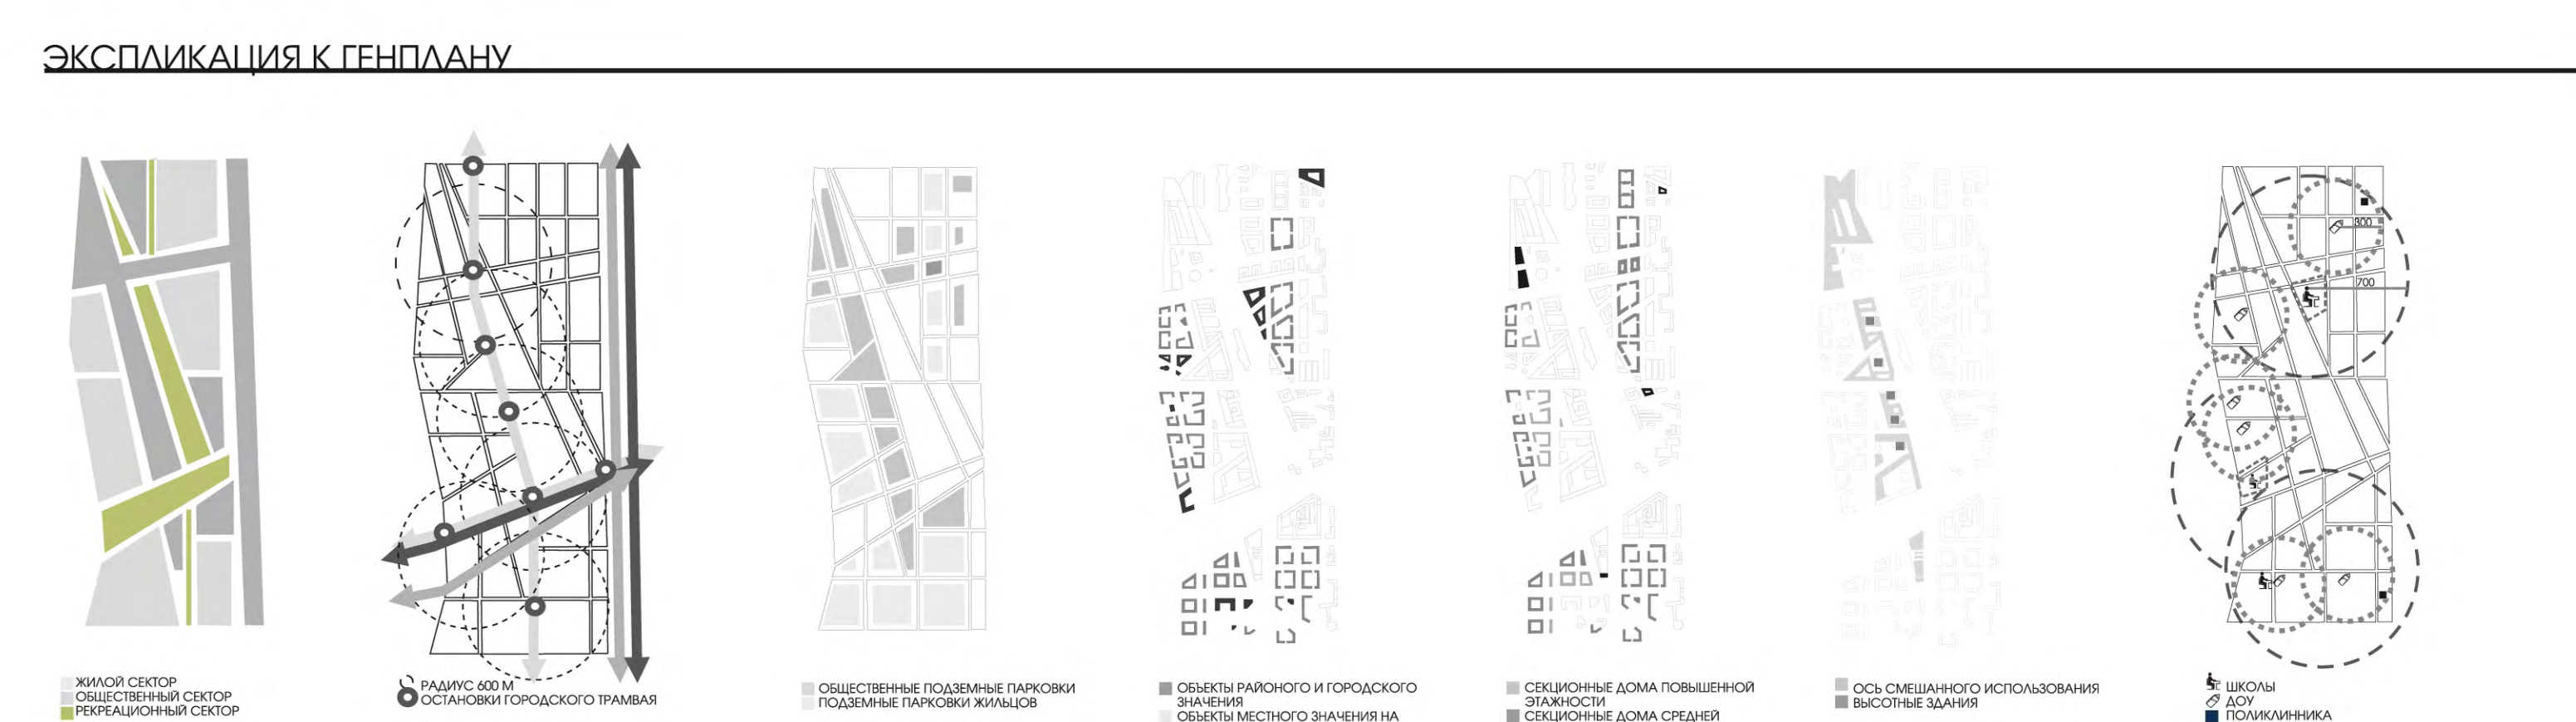 ЭКСПЛИКАЦИЯ К ГЕНПЛАНУ
300
700
ЖИЛОЙ СЕКТОР
ОБЩЕСТВЕННЫЙ СЕКТОР
РЕКРЕАЦИОННЫЙ СЕКТОР
РАДИУС 600 М
ОСТАНОВКИ ГОРОДСКОГО ТРАМВАЯ
ОБЩЕСТВЕННЫЕ ПОДЗЕМНЫЕ ПАРКОВКИ
ПОДЗЕМНЫЕ ПАРКОВКИ ЖИЛЬЦОВ
ОБЪЕКТЫ РАЙОНОГО И ГОРОДСКОГО
ЗНАЧЕНИЯ
ОБЪЕКТЫ МЕСТНОГО ЗНАЧЕНИЯ НА
СЕКЦИОННЫЕ ДОМА ПОВЫШЕННОЙ
ЭТАЖНОСТИ
СЕКЦИОННЫЕ ДОМА СРЕДНЕЙ
ОСЬ СМЕШАННОГО ИСПОЛЬЗОВАНИЯ
ВЫСОТНЫЕ ЗДАНИЯ
ШКОЛЫ
ДОУ
ПОЛИКЛИННИКА